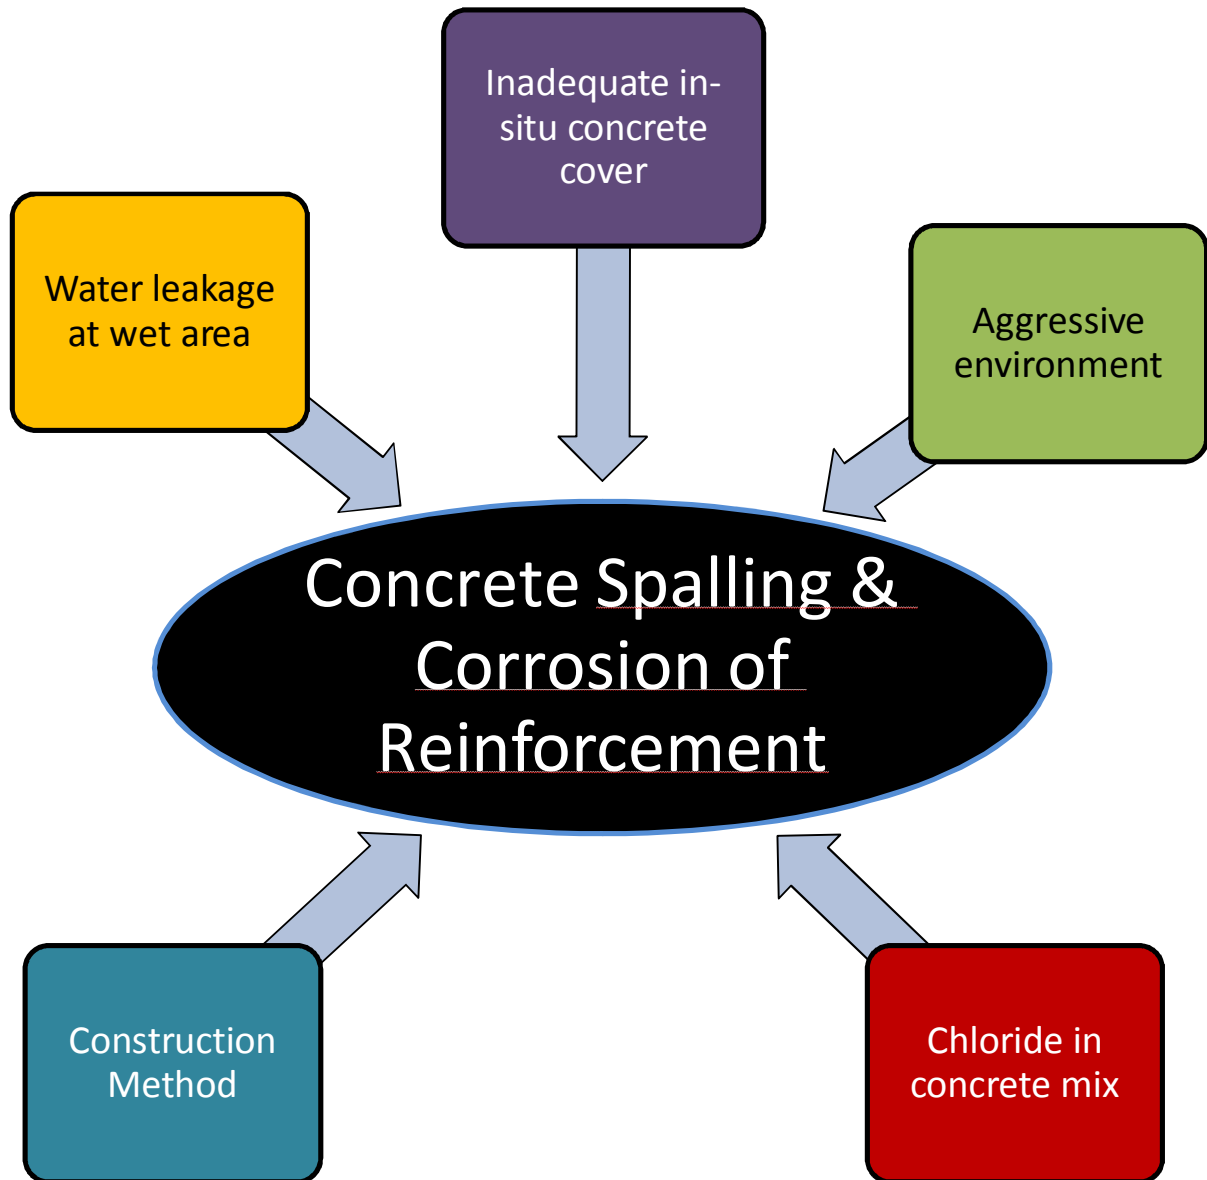 Inadequate in-
situ concrete
cover
Water leakage
at wet area
Aggressive
environment
Concrete Spalling &
Corrosion of
Reinforcement
Construction
Method
Chloride in
concrete mix